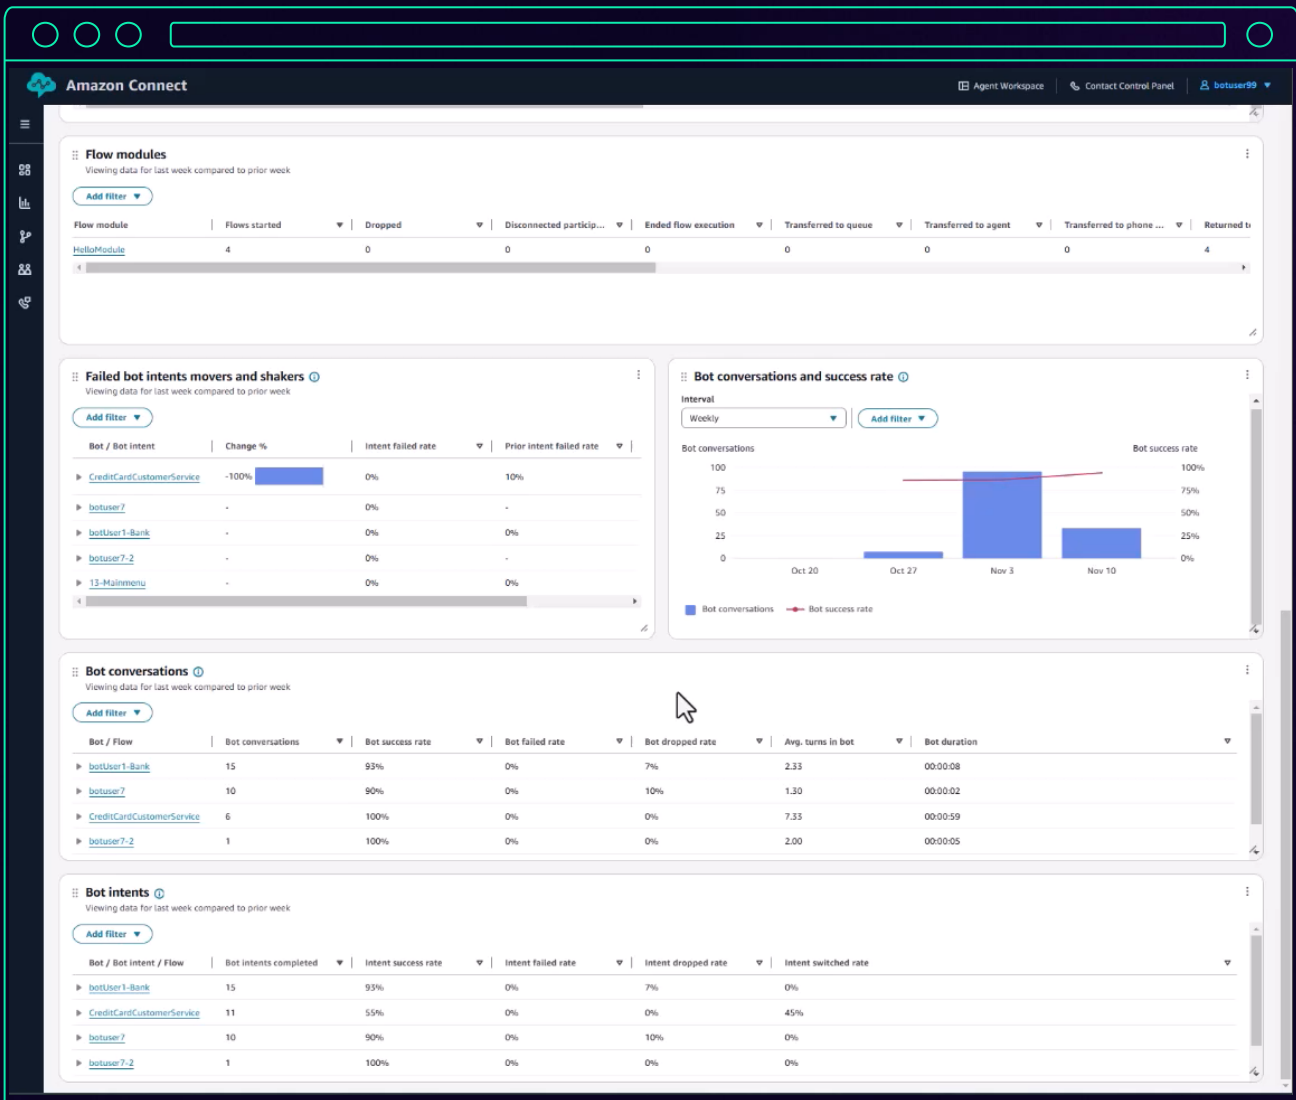 Amazon Connect
Agent Workspace
Contact Control Panel
botuser99
Flow modules
Viewing data for last week compared to prior week
Add filter
Flow module Flows started Dropped Disconnected particip... Ended flow execution Transferred to queue Transferred to agent Transferred to phone ... Returned to
HelloModule 4 0 0 0 0 0 0 4
Failed bot intents movers and shakers
Viewing data for last week compared to prior week
Add filter
Bot / Bot intent Change % Intent failed rate Prior intent failed rate
CreditCardCustomerService -100% 0% 10%
botuser7 - 0% -
botUser1-Bank - 0% 0%
botuser7-2 - 0% -
13-Mainmenu - 0% 0%
Bot conversations and success rate
Interval
Weekly
Add filter
Bot conversations Bot success rate
100 100%
75 75%
50 50%
25 25%
0 0%
Oct 20 Oct 27 Nov 3 Nov 10
Bot conversations Bot success rate
Bot conversations
Viewing data for last week compared to prior week
Add filter
Bot / Flow Bot conversations Bot success rate Bot failed rate Bot dropped rate Avg. turns in bot Bot duration
botUser1-Bank 15 93% 0% 7% 2.33 00:00:08
botuser7 10 90% 0% 10% 1.30 00:00:02
CreditCardCustomerService 6 100% 0% 0% 7.33 00:00:59
botuser7-2 1 100% 0% 0% 2.00 00:00:05
Bot intents
Viewing data for last week compared to prior week
Add filter
Bot / Bot intent / Flow Bot intents completed Intent success rate Intent failed rate Intent dropped rate Intent switched rate
botUser1-Bank 15 93% 0% 7% 0%
CreditCardCustomerService 11 55% 0% 0% 45%
botuser7 10 90% 0% 10% 0%
botuser7-2 1 100% 0% 0% 0%